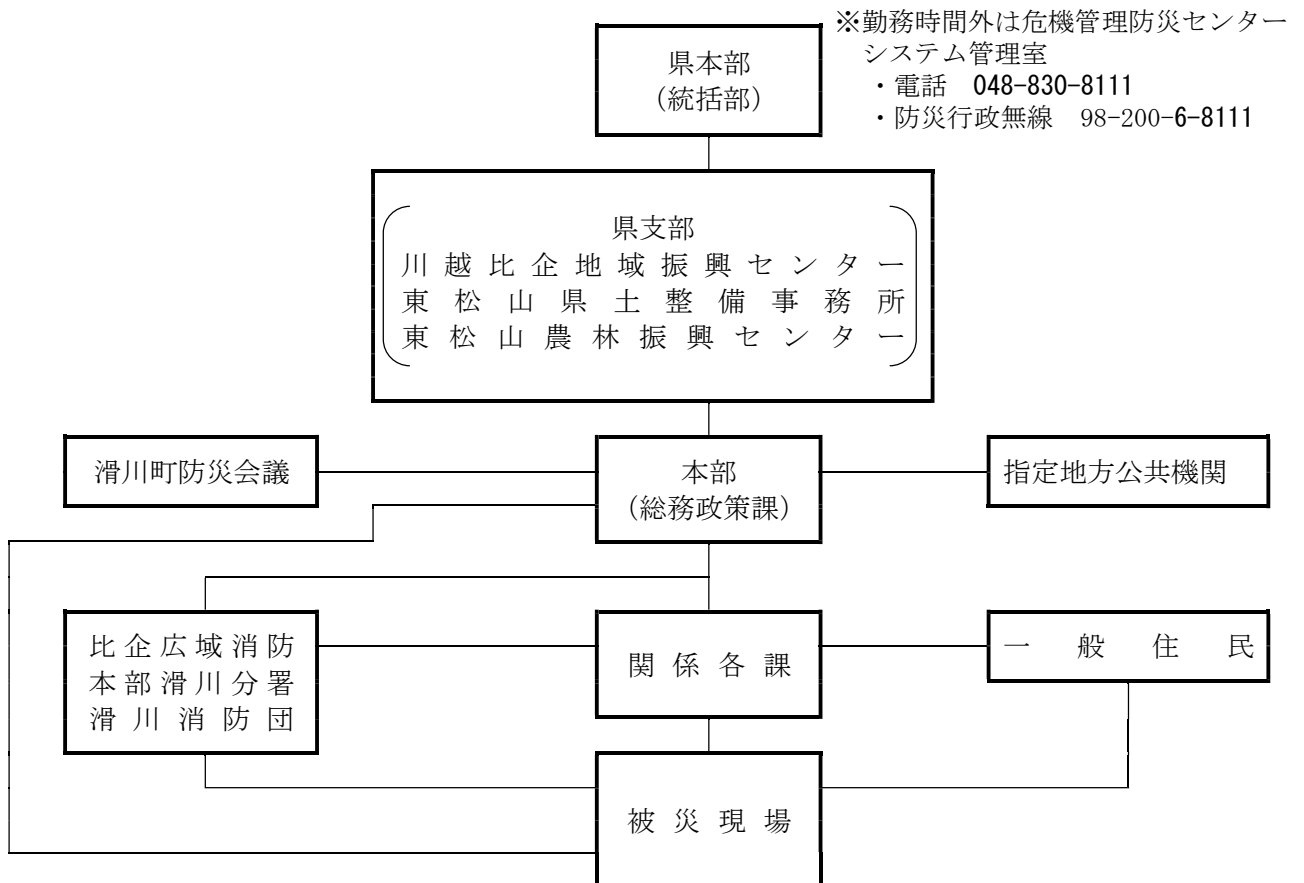 ※勤務時間外は危機管理防災センター
システム管理室
・電話 048-830-8111
・防災行政無線 98-200-6-8111
県本部
(統括部)
県支部
川越比企地域振興センター
東松山県土整備事務所
東松山農林振興センター
滑川町防災会議
本部
(総務政策課)
指定地方公共機関
比企広域消防
本部滑川分署
滑川消防団
関係各課
一般住民
被災現場